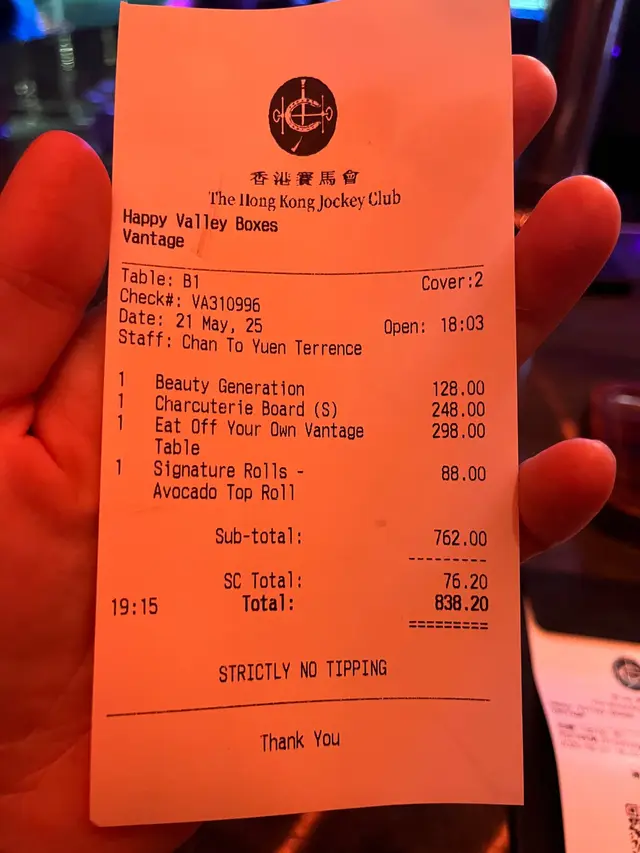 香港賽馬會
The Hong Kong Jockey Club
Happy Valley Boxes
Vantage
Table: B1 Cover:2
Check#: VA310996
Date: 21 May, 25 Open: 18:03
Staff: Chan To Yuen Terrence
1 Beauty Generation 128.00
1 Charcuterie Board (S) 248.00
1 Eat Off Your Own Vantage 298.00
Table
1 Signature Rolls - 88.00
Avocado Top Roll
Sub-total: 762.00
SC Total: 76.20
19:15 Total: 838.20
STRICTLY NO TIPPING
Thank You